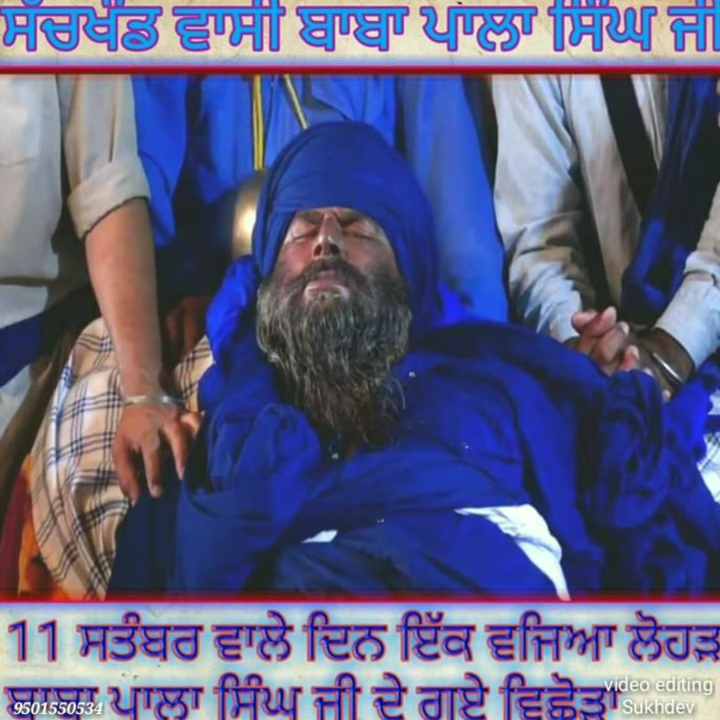 ਸੱਚਖੰਡ ਵਾਸੀ ਬਾਬਾ ਪਾਲਾ ਸਿੰਘ ਜੀ
11 ਸਤੰਬਰ ਵਾਲੇ ਦਿਨ ਇੱਕ ਵਜਿਆ ਲੋਹੜ
ਬਾਬਾ ਪਾਲਾ ਸਿੰਘ ਜੀ ਦੇ ਗਏ ਵਿਛੋੜਾ
video editing
9501550534
Sukhdev